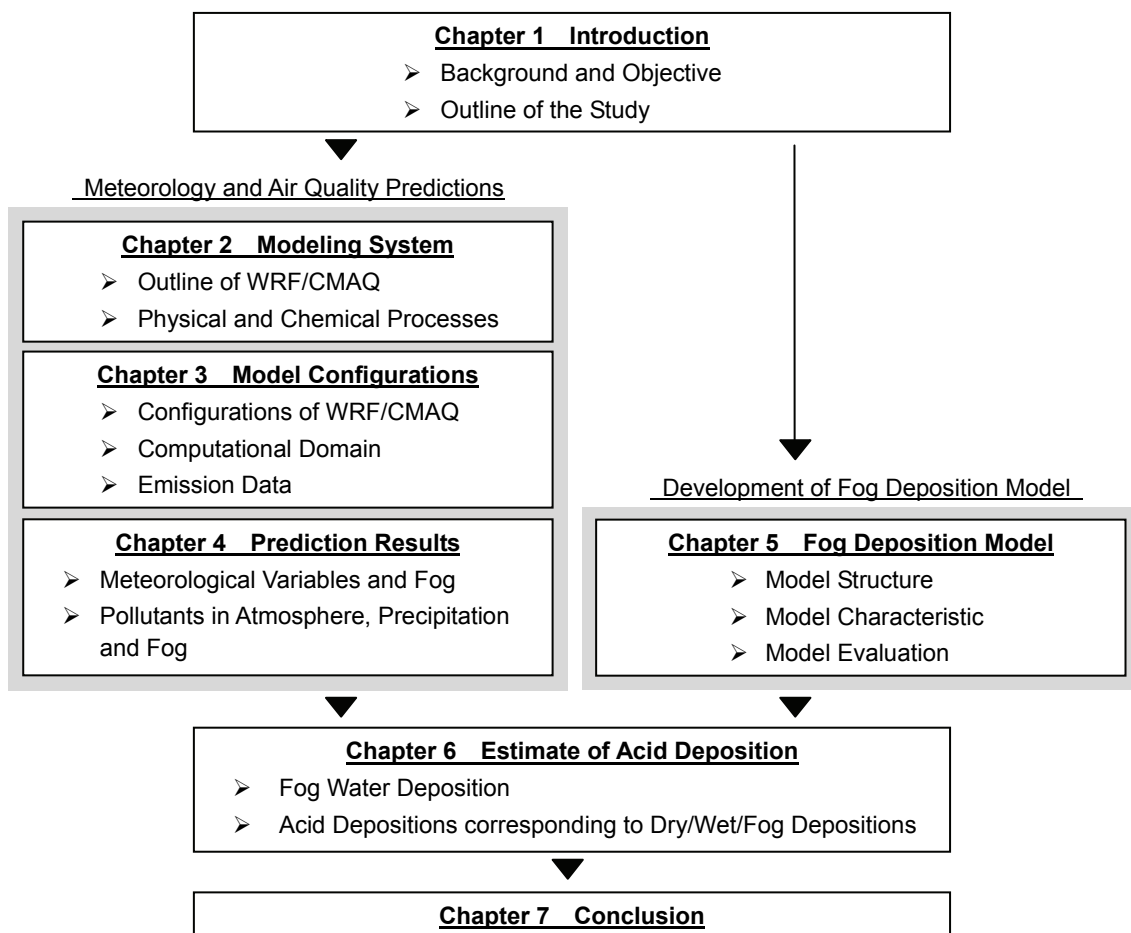 Chapter 1 Introduction
➢ Background and Objective
➢ Outline of the Study
Meteorology and Air Quality Predictions
Chapter 2 Modeling System
➢ Outline of WRF/CMAQ
➢ Physical and Chemical Processes
Chapter 3 Model Configurations
➢ Configurations of WRF/CMAQ
➢ Computational Domain
➢ Emission Data
Chapter 4 Prediction Results
➢ Meteorological Variables and Fog
➢ Pollutants in Atmosphere, Precipitation
and Fog
Development of Fog Deposition Model
Chapter 5 Fog Deposition Model
➢ Model Structure
➢ Model Characteristic
➢ Model Evaluation
Chapter 6 Estimate of Acid Deposition
➢ Fog Water Deposition
➢ Acid Depositions corresponding to Dry/Wet/Fog Depositions
Chapter 7 Conclusion